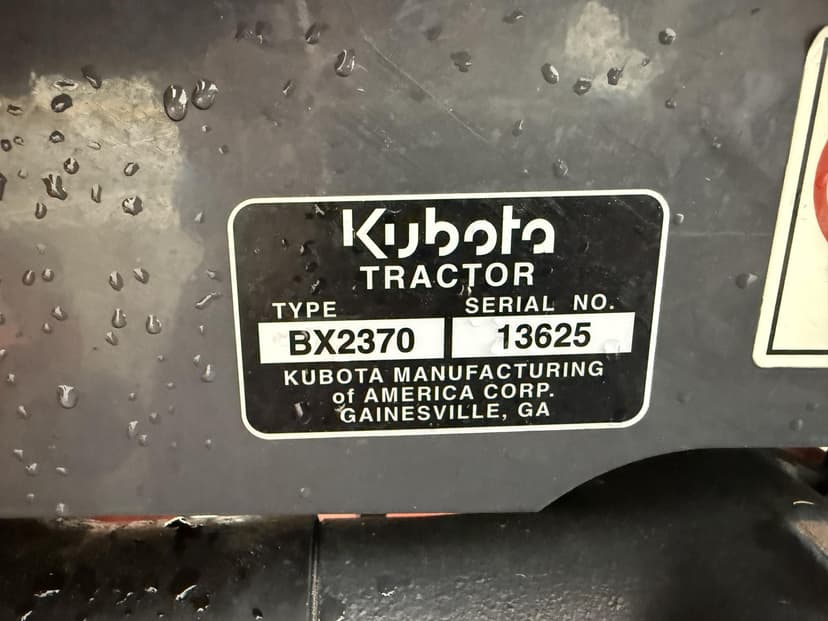 Kubota
TRACTOR
TYPE SERIAL NO.
BX2370 13625
KUBOTA MANUFACTURING
of AMERICA CORP.
GAINESVILLE, GA